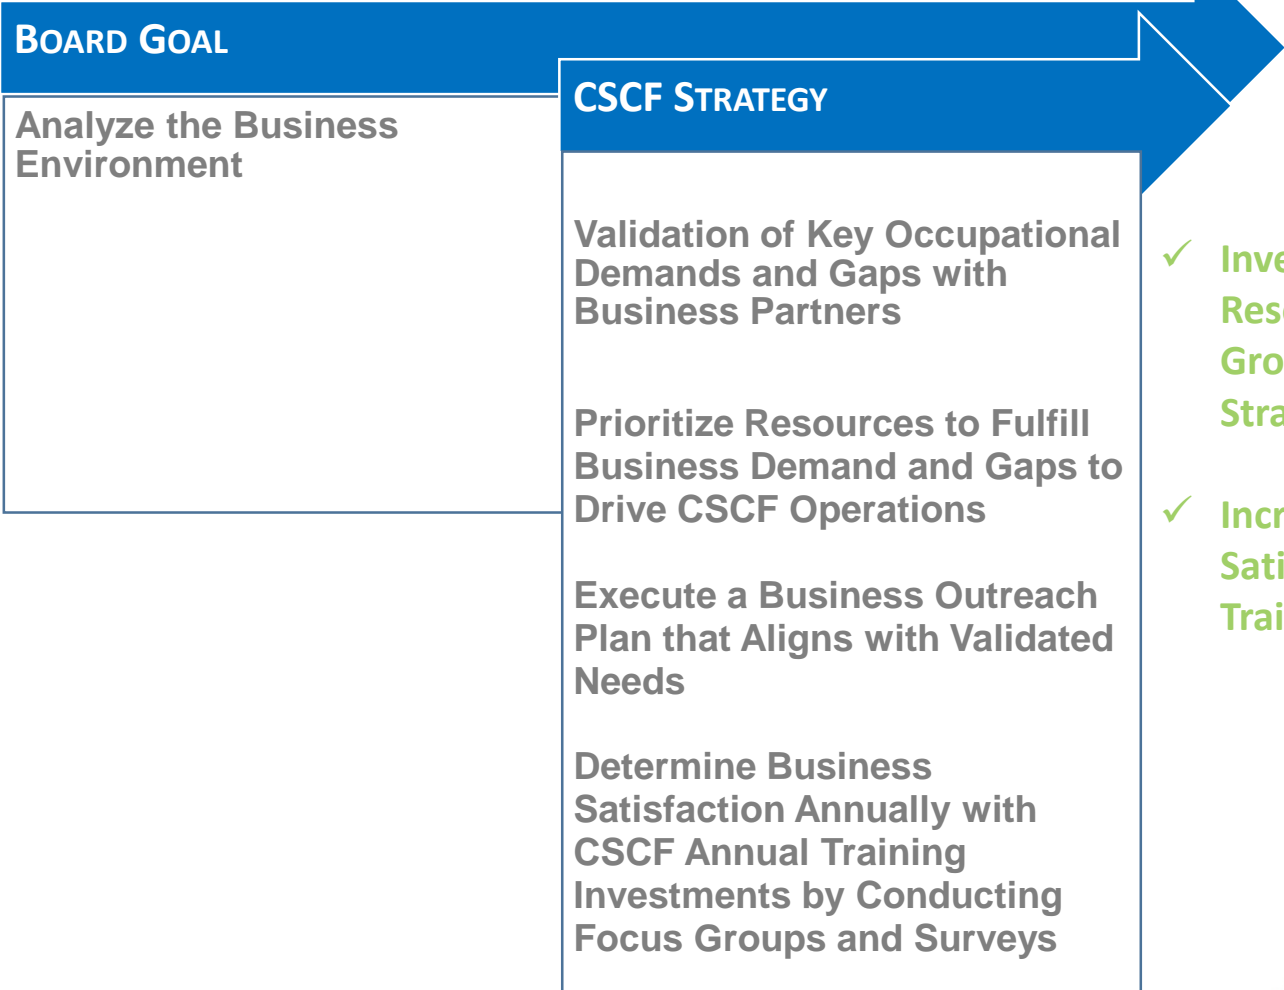 BOARD GOAL
Analyze the Business
Environment
CSCF STRATEGY
Validation of Key Occupational
Demands and Gaps with
Business Partners
Prioritize Resources to Fulfill
Business Demand and Gaps to
Drive CSCF Operations
Execute a Business Outreach
Plan that Aligns with Validated
Needs
Determine Business
Satisfaction Annually with
CSCF Annual Training
Investments by Conducting
Focus Groups and Surveys